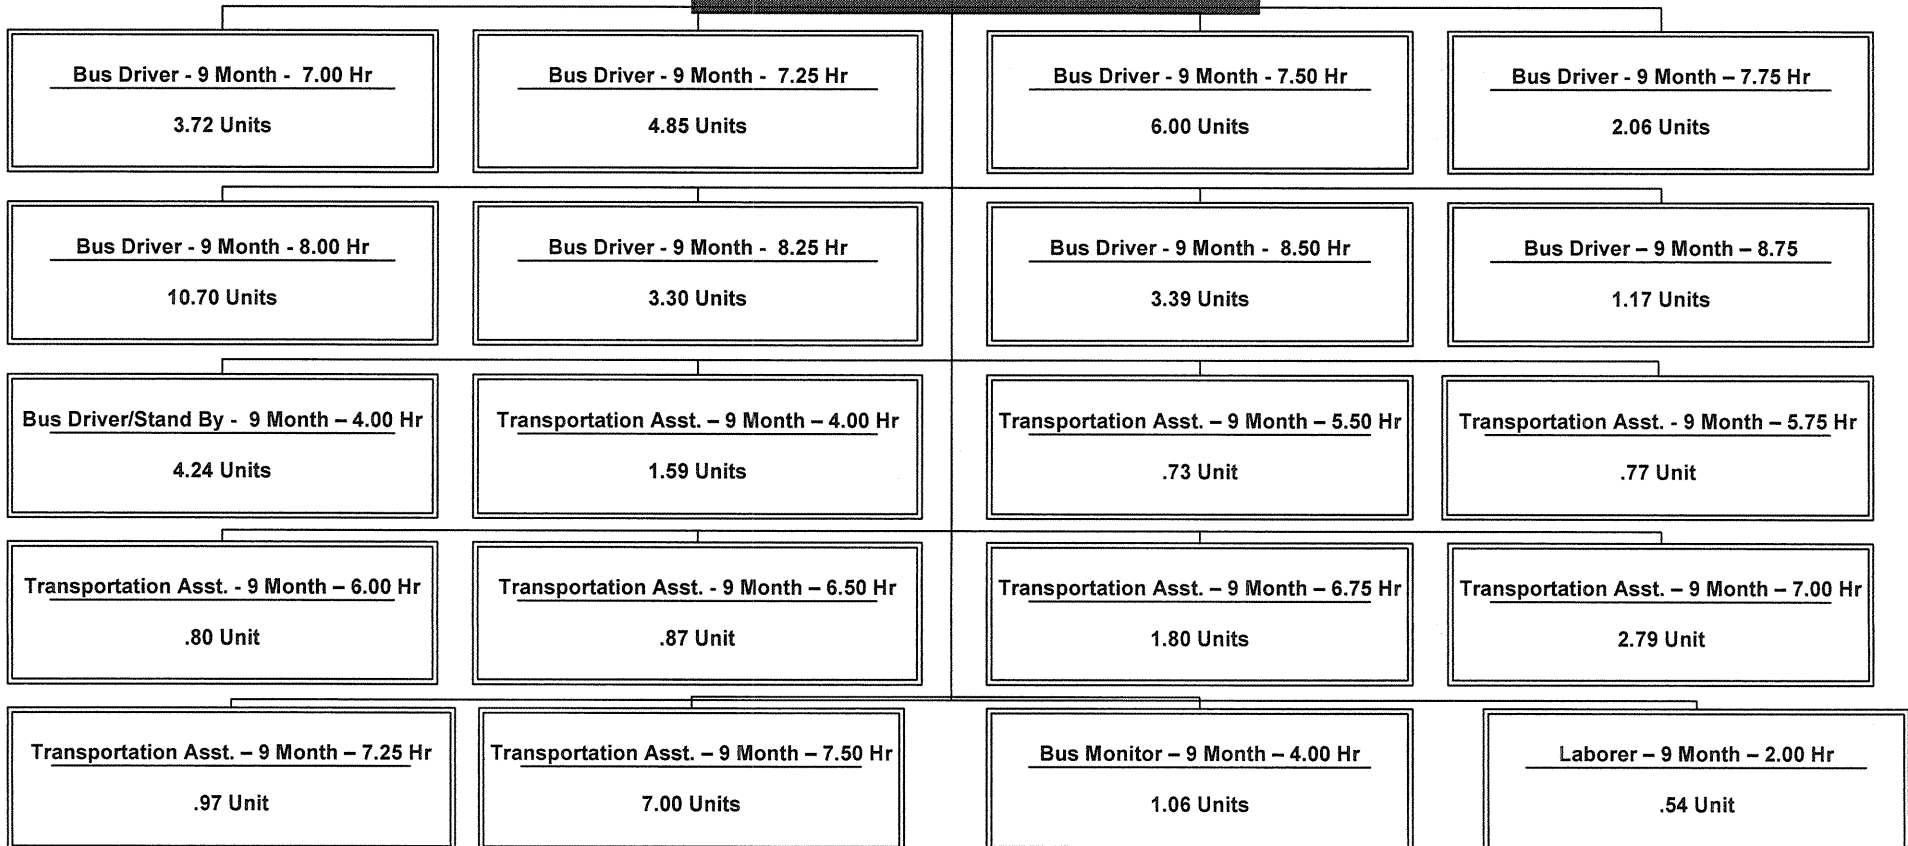 Bus Driver - 9 Month - 7.00 Hr
3.72 Units
Bus Driver - 9 Month - 7.25 Hr
4.85 Units
Bus Driver - 9 Month - 7.50 Hr
6.00 Units
Bus Driver - 9 Month – 7.75 Hr
2.06 Units
Bus Driver - 9 Month - 8.00 Hr
10.70 Units
Bus Driver - 9 Month - 8.25 Hr
3.30 Units
Bus Driver - 9 Month - 8.50 Hr
3.39 Units
Bus Driver – 9 Month – 8.75
1.17 Units
Bus Driver/Stand By - 9 Month – 4.00 Hr
4.24 Units
Transportation Asst. – 9 Month – 4.00 Hr
1.59 Units
Transportation Asst. – 9 Month – 5.50 Hr
.73 Unit
Transportation Asst. - 9 Month – 5.75 Hr
.77 Unit
Transportation Asst. - 9 Month – 6.00 Hr
.80 Unit
Transportation Asst. - 9 Month – 6.50 Hr
.87 Unit
Transportation Asst. – 9 Month – 6.75 Hr
1.80 Units
Transportation Asst. – 9 Month – 7.00 Hr
2.79 Unit
Transportation Asst. – 9 Month – 7.25 Hr
.97 Unit
Transportation Asst. – 9 Month – 7.50 Hr
7.00 Units
Bus Monitor – 9 Month – 4.00 Hr
1.06 Units
Laborer – 9 Month – 2.00 Hr
.54 Unit